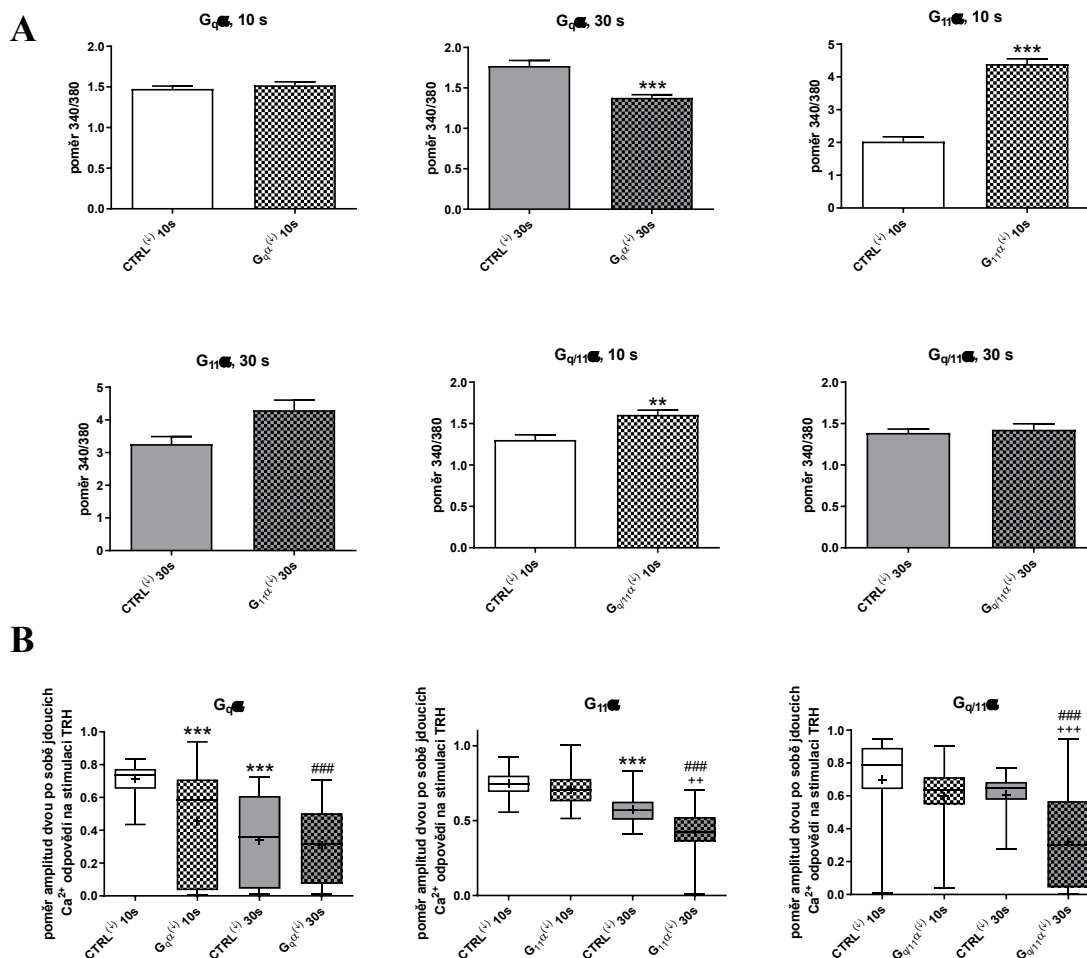 A
Gqα, 10 s
Gqα, 30 s
G11α, 10 s
poměr 340/380
2.0
1.5
1.0
0.5
0.0
CTRL(↓) 10s
Gqα(↓) 10s
poměr 340/380
2.0
1.5
1.0
0.5
0.0
***
CTRL(↓) 30s
Gqα(↓) 30s
poměr 340/380
5
4
3
2
1
0
***
CTRL(↓) 10s
G11α(↓) 10s
G11α, 30 s
Gq/11α, 10 s
Gq/11α, 30 s
poměr 340/380
5
4
3
2
1
0
CTRL(↓) 30s
G11α(↓) 30s
poměr 340/380
2.0
1.5
1.0
0.5
0.0
**
CTRL(↓) 10s
Gq/11α(↓) 10s
poměr 340/380
2.0
1.5
1.0
0.5
0.0
CTRL(↓) 30s
Gq/11α(↓) 30s
B
Gqα
G11α
Gq/11α
poměr amplitud dvou po sobě jdoucích
Ca2+ odpovědí na stimulaci TRH
1.0
0.8
0.6
0.4
0.2
0.0
***
***
###
CTRL(↓) 10s
Gqα(↓) 10s
CTRL(↓) 30s
Gqα(↓) 30s
poměr amplitud dvou po sobě jdoucích
Ca2+ odpovědí na stimulaci TRH
1.0
0.5
0.0
***
###
++
CTRL(↓) 10s
G11α(↓) 10s
CTRL(↓) 30s
G11α(↓) 30s
poměr amplitud dvou po sobě jdoucích
Ca2+ odpovědí na stimulaci TRH
1.0
0.8
0.6
0.4
0.2
0.0
###
+++
CTRL(↓) 10s
Gq/11α(↓) 10s
CTRL(↓) 30s
Gq/11α(↓) 30s